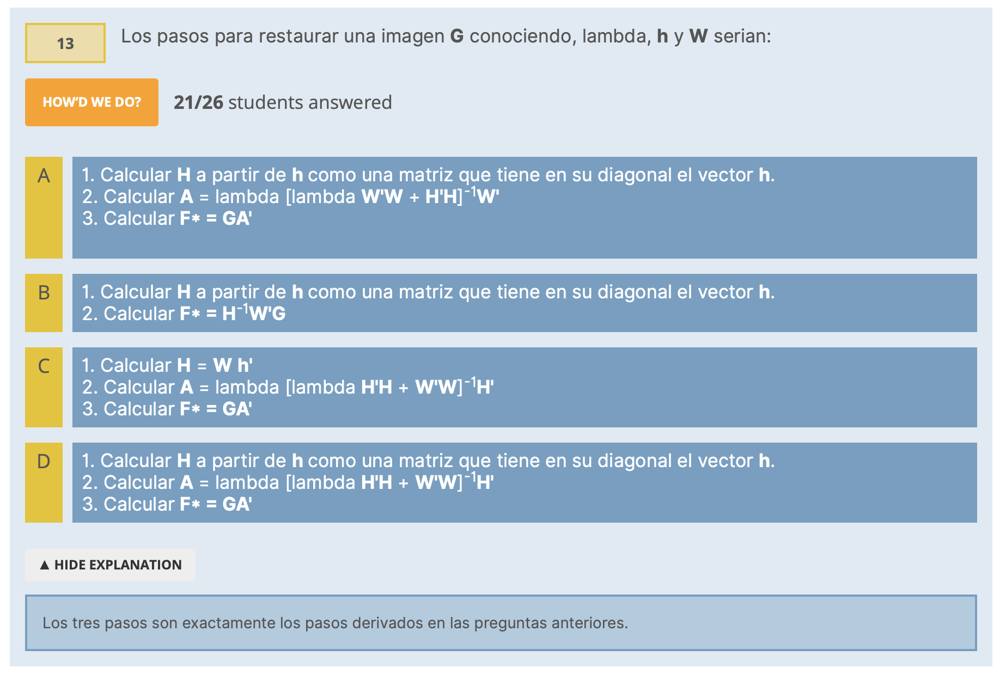 13
Los pasos para restaurar una imagen G conociendo, lambda, h y W serian:
HOW'D WE DO?
21/26 students answered
A
1. Calcular H a partir de h como una matriz que tiene en su diagonal el vector h.
2. Calcular A = lambda [lambda W'W + H'H]⁻¹W'
3. Calcular F* = GA'
B
1. Calcular H a partir de h como una matriz que tiene en su diagonal el vector h.
2. Calcular F* = H⁻¹W'G
C
1. Calcular H = W h'
2. Calcular A = lambda [lambda H'H + W'W]⁻¹H'
3. Calcular F* = GA'
D
1. Calcular H a partir de h como una matriz que tiene en su diagonal el vector h.
2. Calcular A = lambda [lambda H'H + W'W]⁻¹H'
3. Calcular F* = GA'
▲ HIDE EXPLANATION
Los tres pasos son exactamente los pasos derivados en las preguntas anteriores.